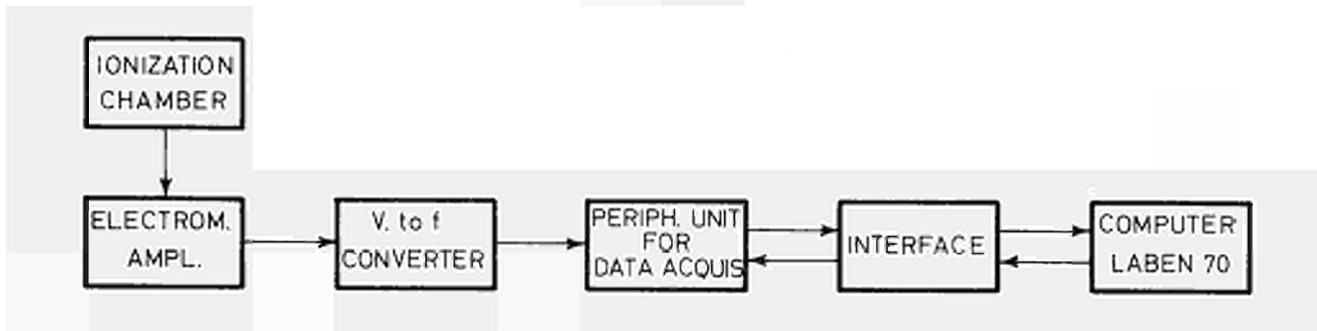 IONIZATION
CHAMBER
ELECTROM.
AMPL.
V. to f
CONVERTER
PERIPH. UNIT
FOR
DATA ACQUIS
INTERFACE
COMPUTER
LABEN 70